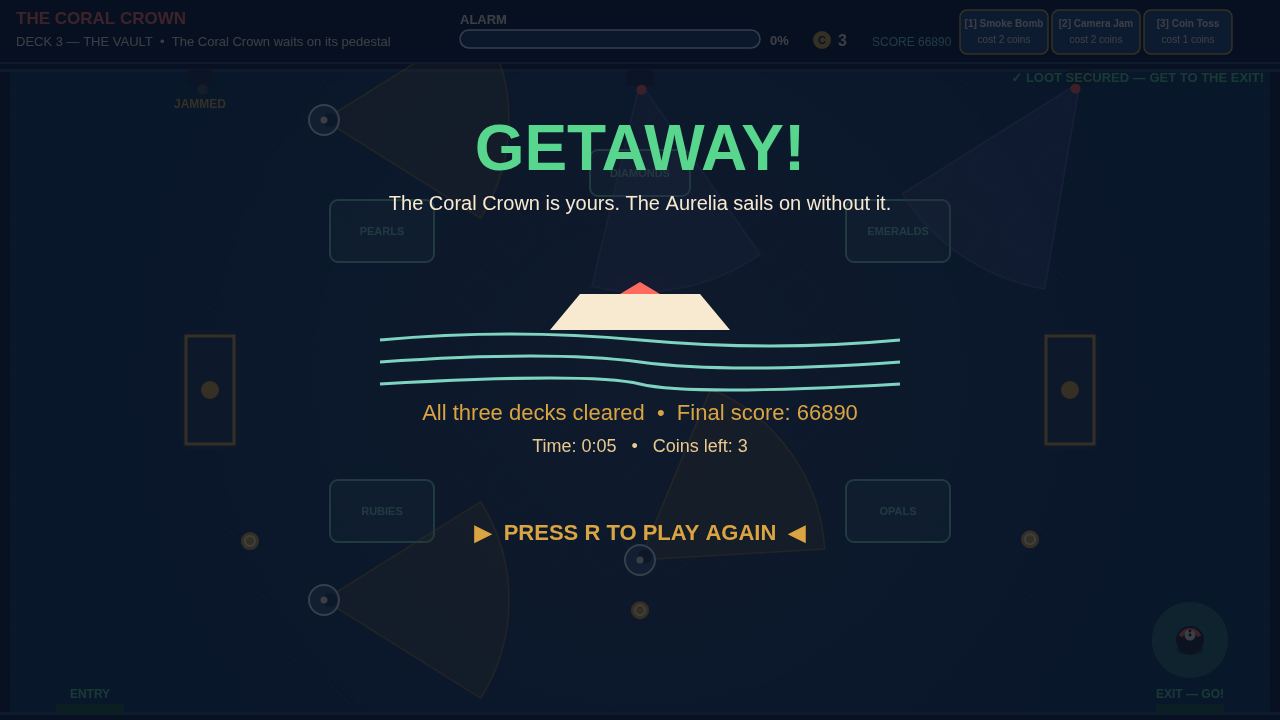 THE CORAL CROWN
DECK 3 — THE VAULT • The Coral Crown waits on its pedestal
ALARM
0%
C 3
SCORE 66890
[1] Smoke Bomb
cost 2 coins
[2] Camera Jam
cost 2 coins
[3] Coin Toss
cost 1 coins
✓ LOOT SECURED — GET TO THE EXIT!
JAMMED
GETAWAY!
DIAMONDS
The Coral Crown is yours. The Aurelia sails on without it.
PEARLS
EMERALDS
All three decks cleared • Final score: 66890
Time: 0:05 • Coins left: 3
RUBIES
OPALS
▶ PRESS R TO PLAY AGAIN ◀
ENTRY
EXIT — GO!